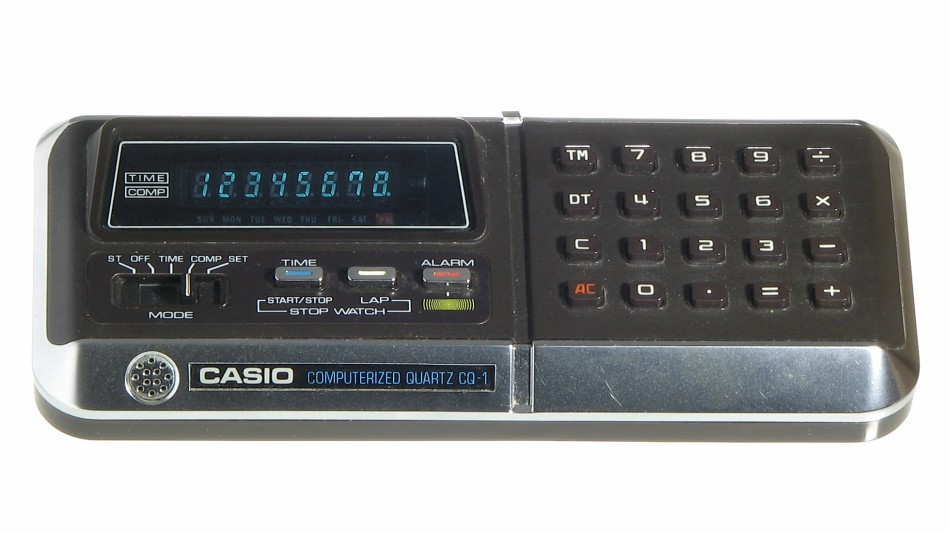 TIME
COMP
12345678.
SUN MON TUE WED THU FRI SAT PM
ST OFF TIME COMP SET
MODE
TIME
ALARM
START/STOP LAP
STOP WATCH
CASIO COMPUTERIZED QUARTZ CQ-1
TM 7 8 9 ÷
DT 4 5 6 ×
C 1 2 3 −
AC 0 · = +